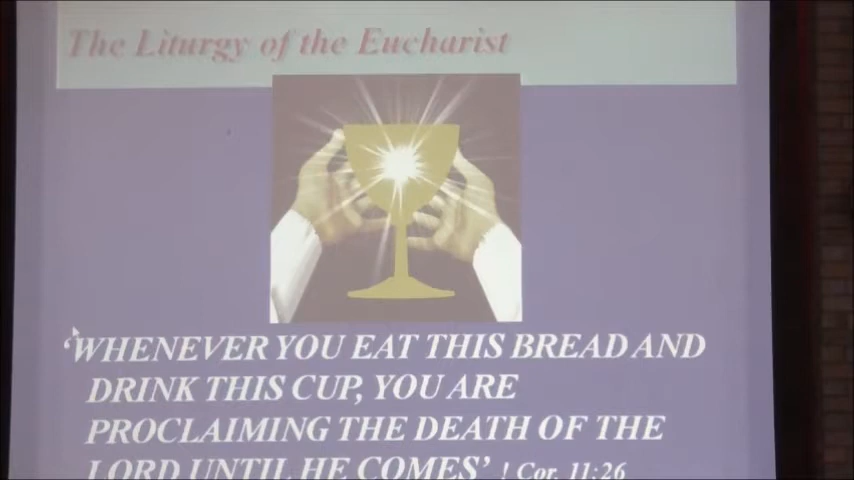 The Liturgy of the Eucharist
‘WHENEVER YOU EAT THIS BREAD AND
DRINK THIS CUP, YOU ARE
PROCLAIMING THE DEATH OF THE
LORD UNTIL HE COMES’ ! Cor. 11:26